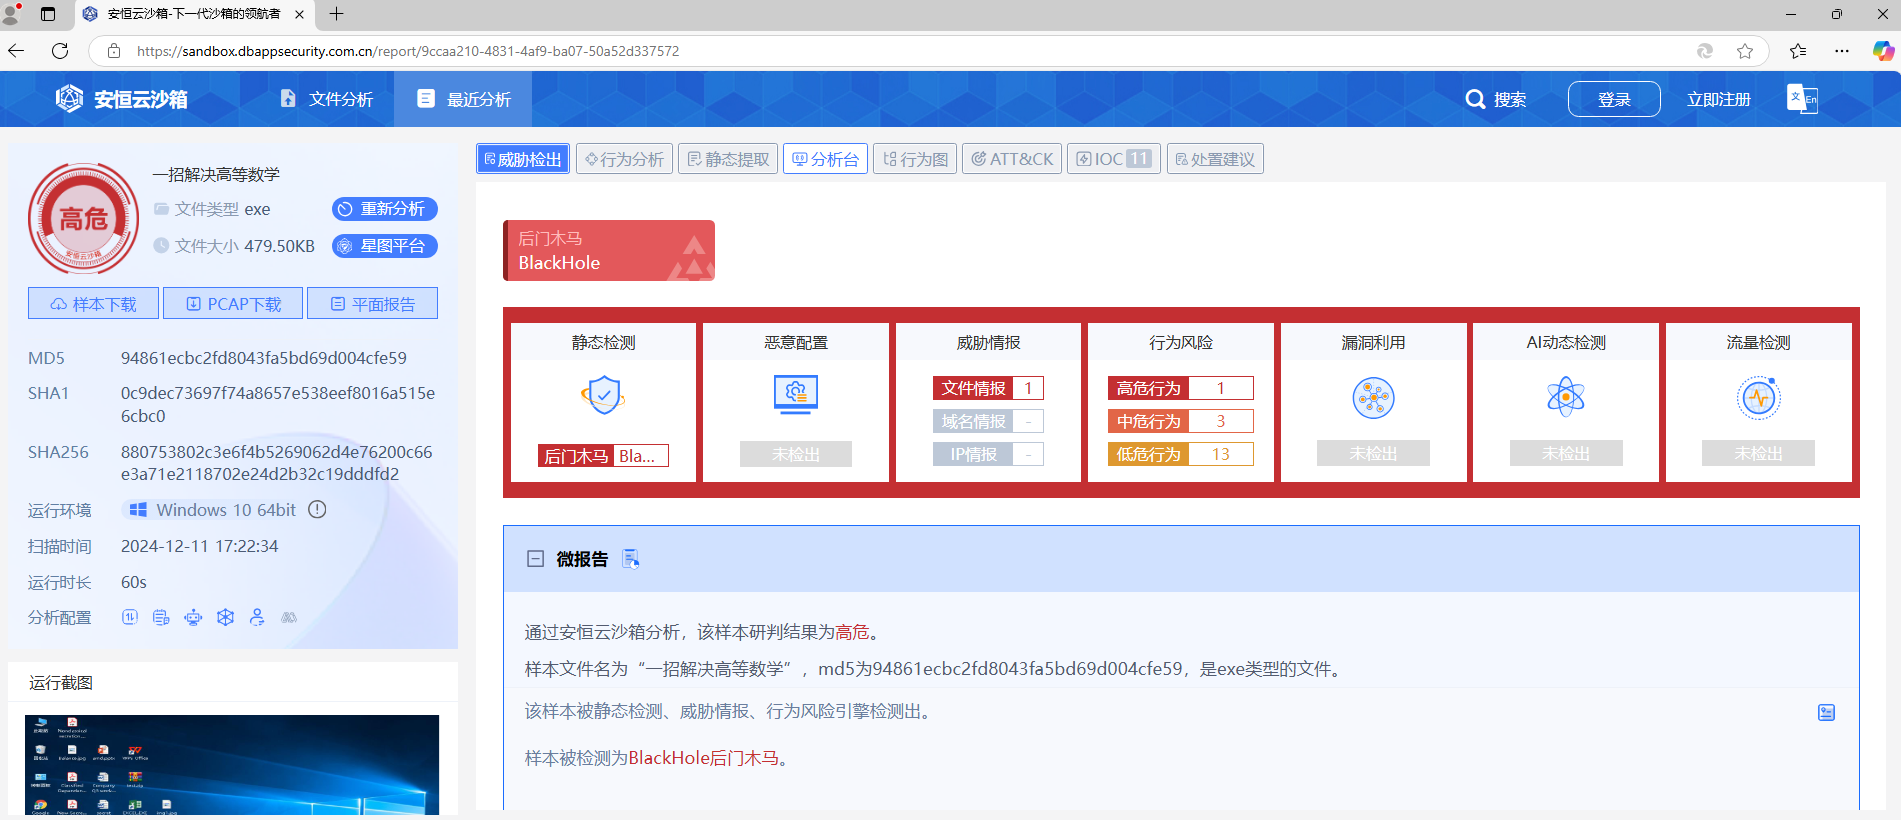 安恒云沙箱-下一代沙箱的领航者
https://sandbox.dbappsecurity.com.cn/report/9ccaa210-4831-4af9-ba07-50a52d337572
安恒云沙箱
文件分析
最近分析
搜索
登录
立即注册
文 En
高危
安恒云沙箱
一招解决高等数学
文件类型 exe
重新分析
文件大小 479.50KB
星图平台
样本下载
PCAP下载
平面报告
MD5 94861ecbc2fd8043fa5bd69d004cfe59
SHA1 0c9dec73697f74a8657e538eef8016a515e
6cbc0
SHA256 880753802c3e6f4b5269062d4e76200c66
e3a71e2118702e24d2b32c19dddfd2
运行环境 Windows 10 64bit
扫描时间 2024-12-11 17:22:34
运行时长 60s
分析配置
运行截图
威胁检出
行为分析
静态提取
分析台
行为图
ATT&CK
IOC 11
处置建议
后门木马
BlackHole
静态检测
后门木马 Bla...
恶意配置
未检出
威胁情报
文件情报 1
域名情报 -
IP情报 -
行为风险
高危行为 1
中危行为 3
低危行为 13
漏洞利用
未检出
AI动态检测
未检出
流量检测
未检出
微报告
通过安恒云沙箱分析，该样本研判结果为高危。
样本文件名为“一招解决高等数学”，md5为94861ecbc2fd8043fa5bd69d004cfe59，是exe类型的文件。
该样本被静态检测、威胁情报、行为风险引擎检测出。
样本被检测为BlackHole后门木马。